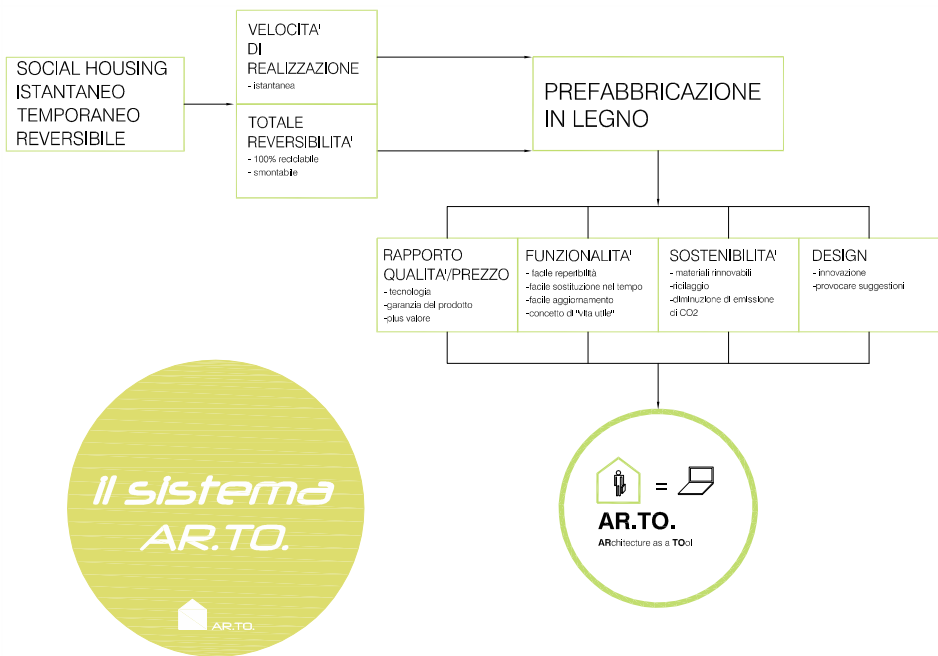 SOCIAL HOUSING
ISTANTANEO
TEMPORANEO
REVERSIBILE
VELOCITA'
DI
REALIZZAZIONE
- istantanea
TOTALE
REVERSIBILITA'
- 100% reciclabile
- smontabile
PREFABBRICAZIONE
IN LEGNO
RAPPORTO
QUALITA'/PREZZO
- tecnologia
-garanzia del prodotto
-plus valore
FUNZIONALITA'
- facile reperibilità
-facile sostituzione nel tempo
-facile aggiornamento
-concetto di "vita utile"
SOSTENIBILITA'
- materiali rinnovabili
-ricilaggio
-diminuzione di emissione
di CO2
DESIGN
- innovazione
-provocare suggestioni
il sistema
AR.TO.
AR.TO.
=
AR.TO.
ARchitecture as a TOol